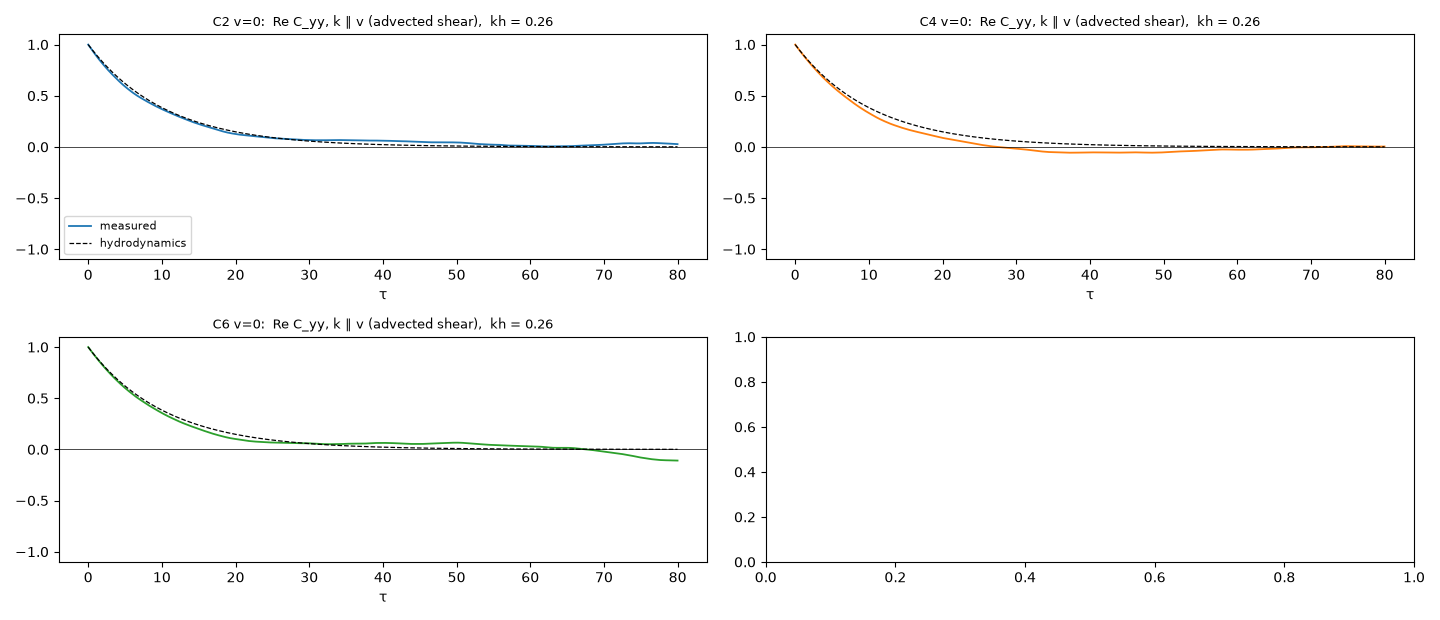 C2 v=0:  Re C_yy, k ∥ v (advected shear),  kh = 0.26
1.0
0.5
0.0
−0.5
−1.0
measured
hydrodynamics
0 10 20 30 40 50 60 70 80
τ
C4 v=0:  Re C_yy, k ∥ v (advected shear),  kh = 0.26
1.0
0.5
0.0
−0.5
−1.0
0 10 20 30 40 50 60 70 80
τ
C6 v=0:  Re C_yy, k ∥ v (advected shear),  kh = 0.26
1.0
0.5
0.0
−0.5
−1.0
0 10 20 30 40 50 60 70 80
τ
1.0
0.8
0.6
0.4
0.2
0.0
0.0 0.2 0.4 0.6 0.8 1.0